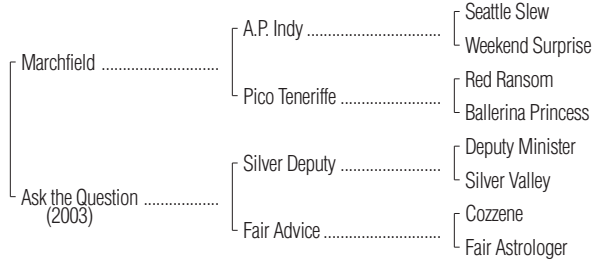 Seattle Slew
A.P. Indy ..................................
Weekend Surprise
Marchfield ..............................
Red Ransom
Pico Teneriffe .........................
Ballerina Princess
Deputy Minister
Silver Deputy .........................
Silver Valley
Ask the Question ...................
(2003)
Cozzene
Fair Advice .............................
Fair Astrologer